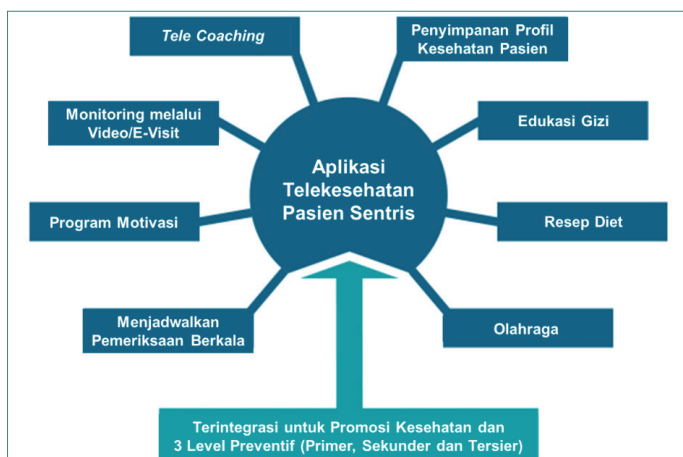 Tele Coaching
Penyimpanan Profil
Kesehatan Pasien
Monitoring melalui
Video/E-Visit
Edukasi Gizi
Aplikasi
Telekesehatan
Pasien Sentris
Program Motivasi
Resep Diet
Menjadwalkan
Pemeriksaan Berkala
Olahraga
Terintegrasi untuk Promosi Kesehatan dan
3 Level Preventif (Primer, Sekunder dan Tersier)